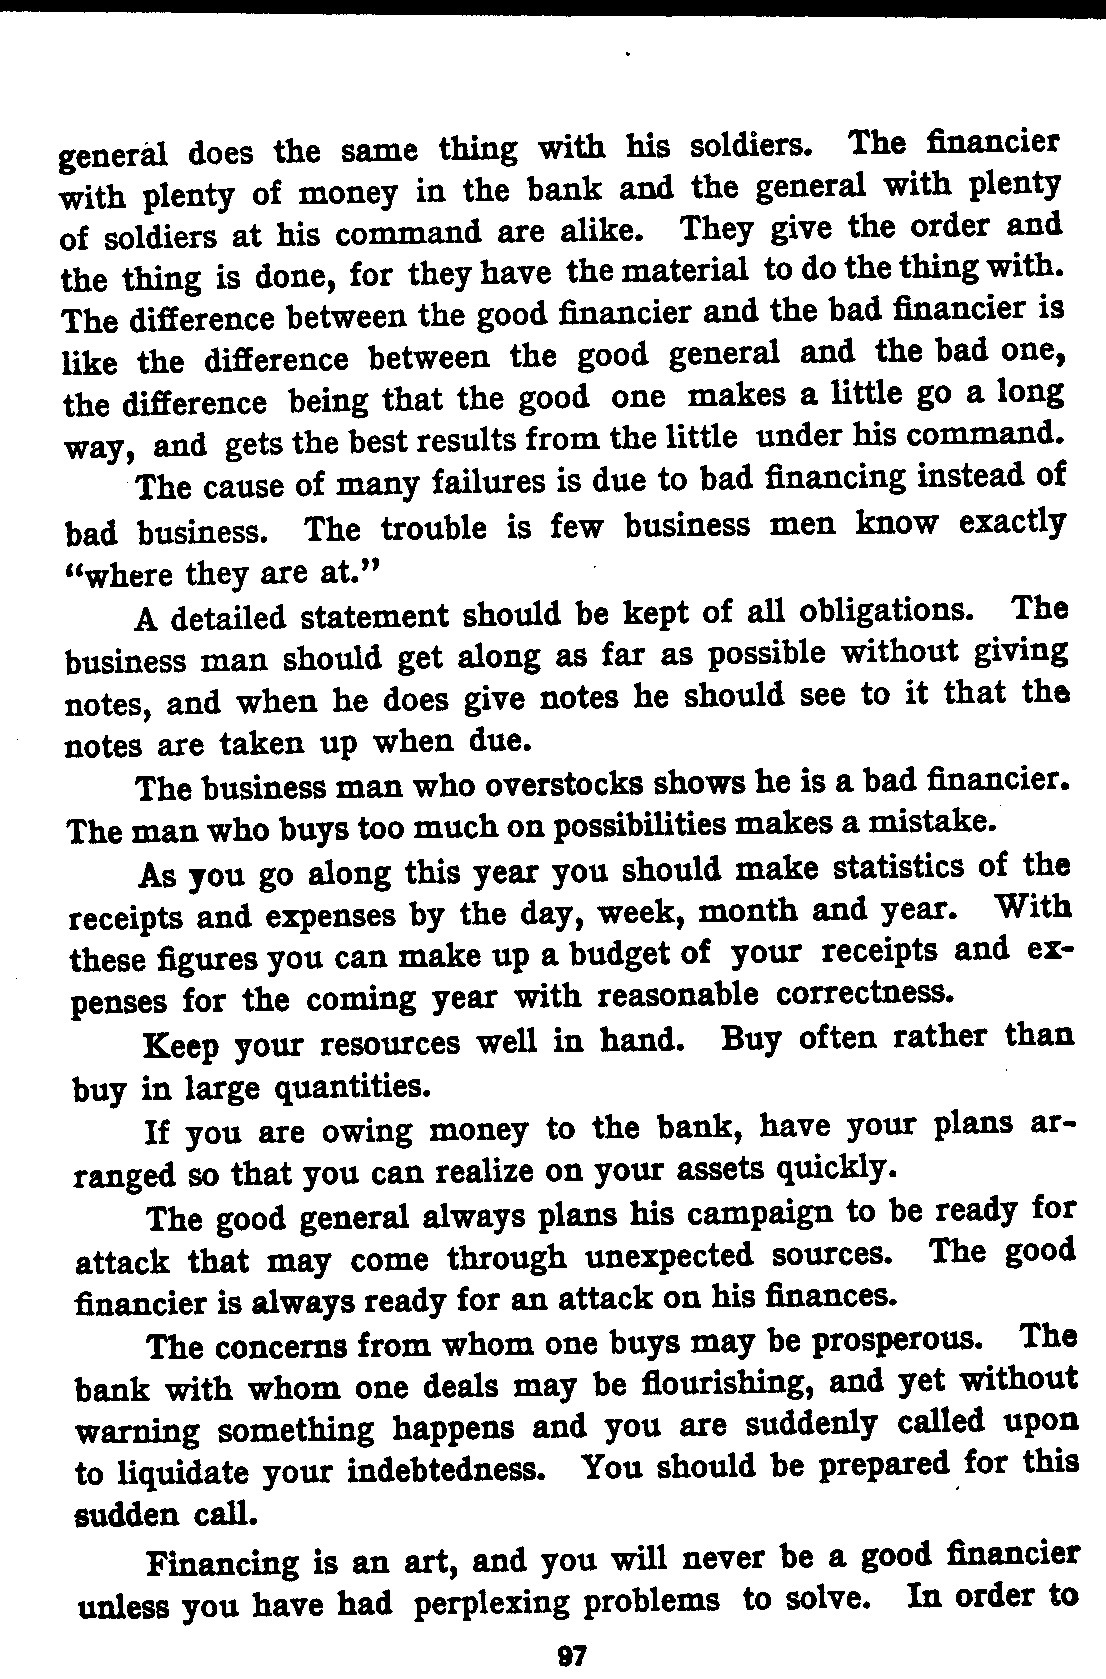 general does the same thing with his soldiers. The financier
with plenty of money in the bank and the general with plenty
of soldiers at his command are alike. They give the order and
the thing is done, for they have the material to do the thing with.
The difference between the good financier and the bad financier is
like the difference between the good general and the bad one,
the difference being that the good one makes a little go a long
way, and gets the best results from the little under his command.
The cause of many failures is due to bad financing instead of
bad business. The trouble is few business men know exactly
“where they are at.”
A detailed statement should be kept of all obligations. The
business man should get along as far as possible without giving
notes, and when he does give notes he should see to it that the
notes are taken up when due.
The business man who overstocks shows he is a bad financier.
The man who buys too much on possibilities makes a mistake.
As you go along this year you should make statistics of the
receipts and expenses by the day, week, month and year. With
these figures you can make up a budget of your receipts and ex-
penses for the coming year with reasonable correctness.
Keep your resources well in hand. Buy often rather than
buy in large quantities.
If you are owing money to the bank, have your plans ar-
ranged so that you can realize on your assets quickly.
The good general always plans his campaign to be ready for
attack that may come through unexpected sources. The good
financier is always ready for an attack on his finances.
The concerns from whom one buys may be prosperous. The
bank with whom one deals may be flourishing, and yet without
warning something happens and you are suddenly called upon
to liquidate your indebtedness. You should be prepared for this
sudden call.
Financing is an art, and you will never be a good financier
unless you have had perplexing problems to solve. In order to
97